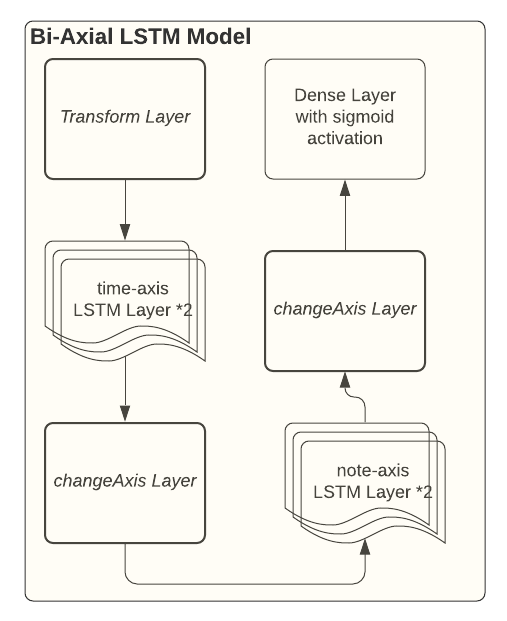 Bi-Axial LSTM Model
Transform Layer
time-axis
LSTM Layer *2
changeAxis Layer
note-axis
LSTM Layer *2
changeAxis Layer
Dense Layer
with sigmoid
activation